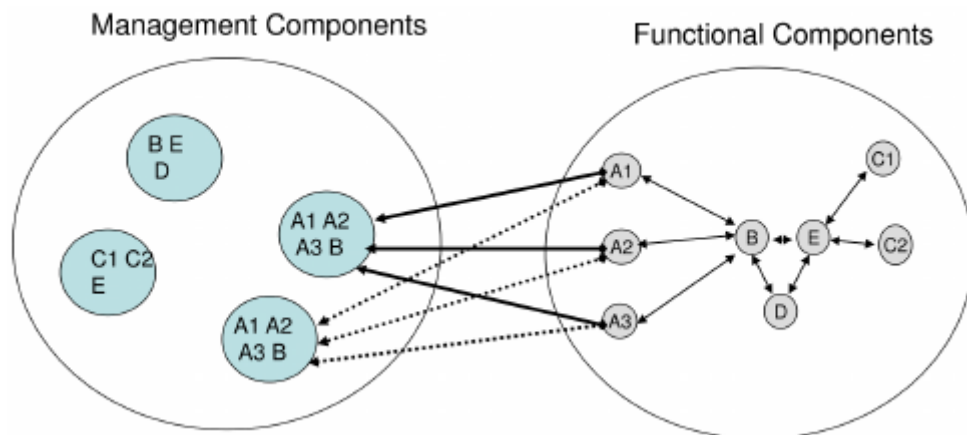 Management Components
Functional Components
B E
D
C1 C2
E
A1 A2
A3 B
A1 A2
A3 B
A1
A2
A3
B
E
D
C1
C2